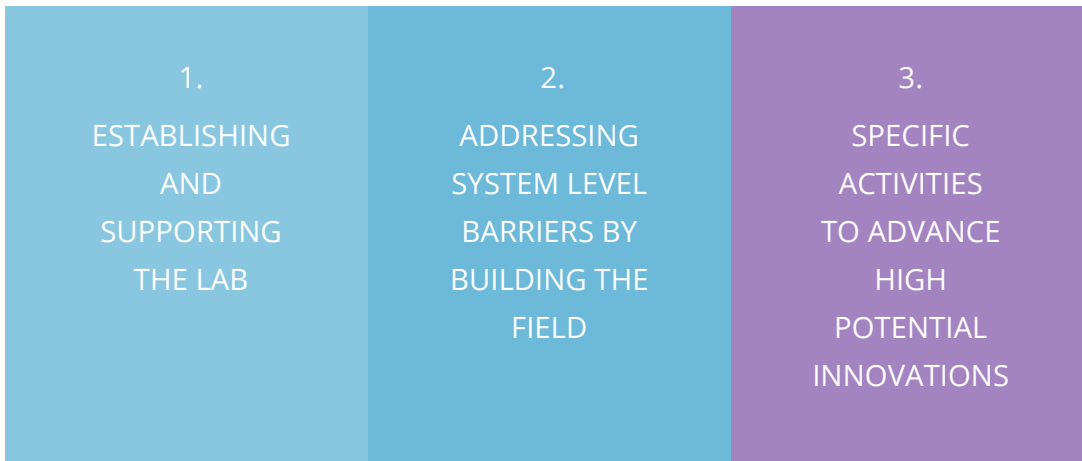 1.
ESTABLISHING
AND
SUPPORTING
THE LAB
2.
ADDRESSING
SYSTEM LEVEL
BARRIERS BY
BUILDING THE
FIELD
3.
SPECIFIC
ACTIVITIES
TO ADVANCE
HIGH
POTENTIAL
INNOVATIONS